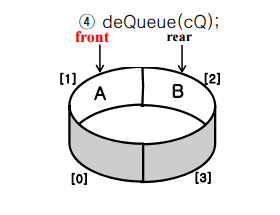 ④ deQueue(cQ);
front rear
[1] [2]
A B
[0] [3]